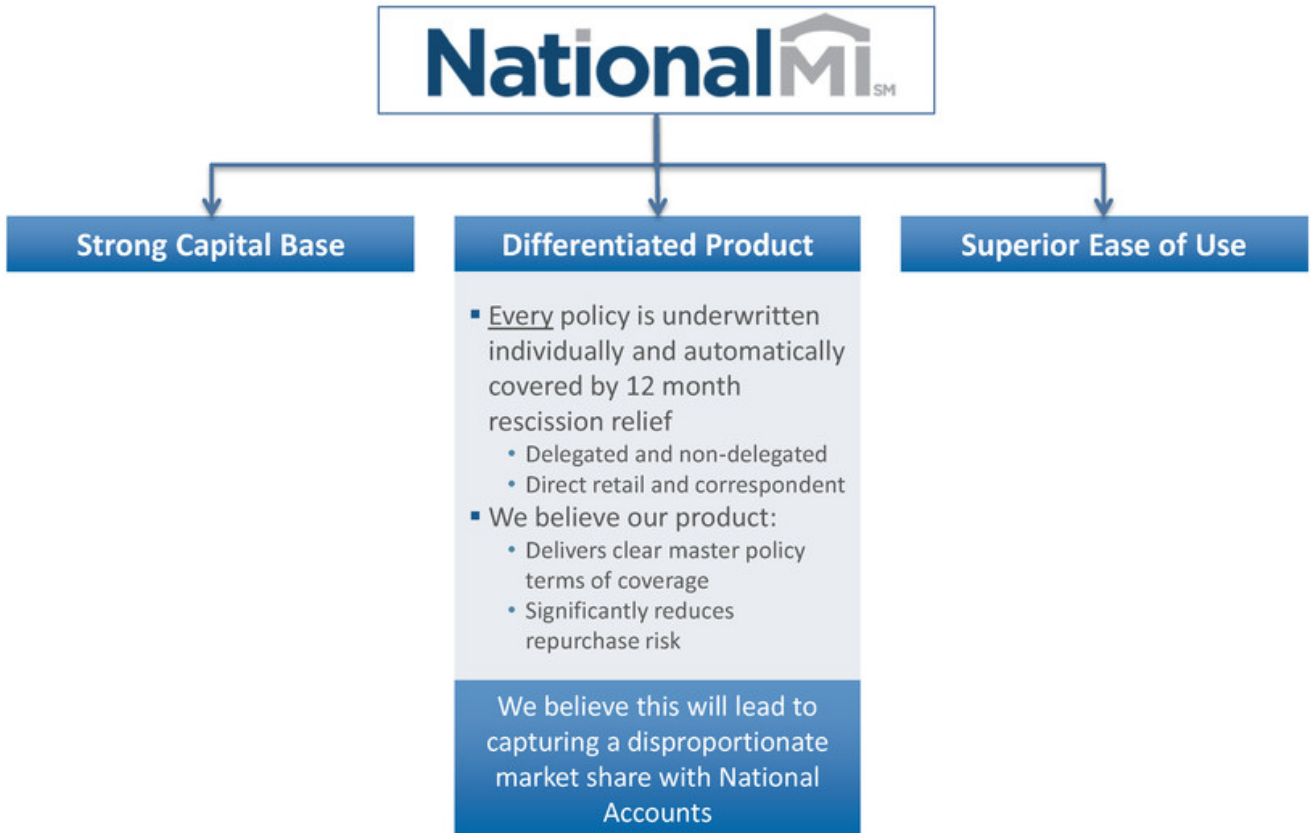 NationalMI SM
Strong Capital Base
Differentiated Product
Superior Ease of Use
▪ Every policy is underwritten
individually and automatically
covered by 12 month
rescission relief
• Delegated and non-delegated
• Direct retail and correspondent
▪ We believe our product:
• Delivers clear master policy
terms of coverage
• Significantly reduces
repurchase risk
We believe this will lead to
capturing a disproportionate
market share with National
Accounts